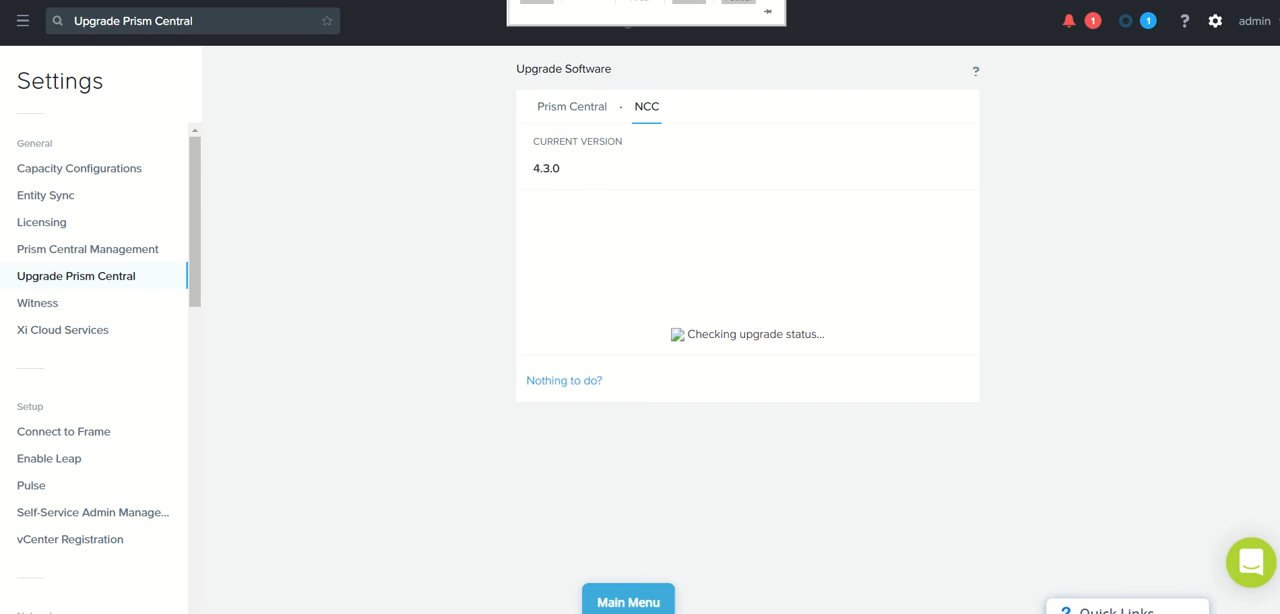 Upgrade Prism Central
1
1
?
admin
Settings
General
Capacity Configurations
Entity Sync
Licensing
Prism Central Management
Upgrade Prism Central
Witness
Xi Cloud Services
Setup
Connect to Frame
Enable Leap
Pulse
Self-Service Admin Manage...
vCenter Registration
Upgrade Software
?
Prism Central · NCC
CURRENT VERSION
4.3.0
Checking upgrade status...
Nothing to do?
Main Menu
? Quick Links